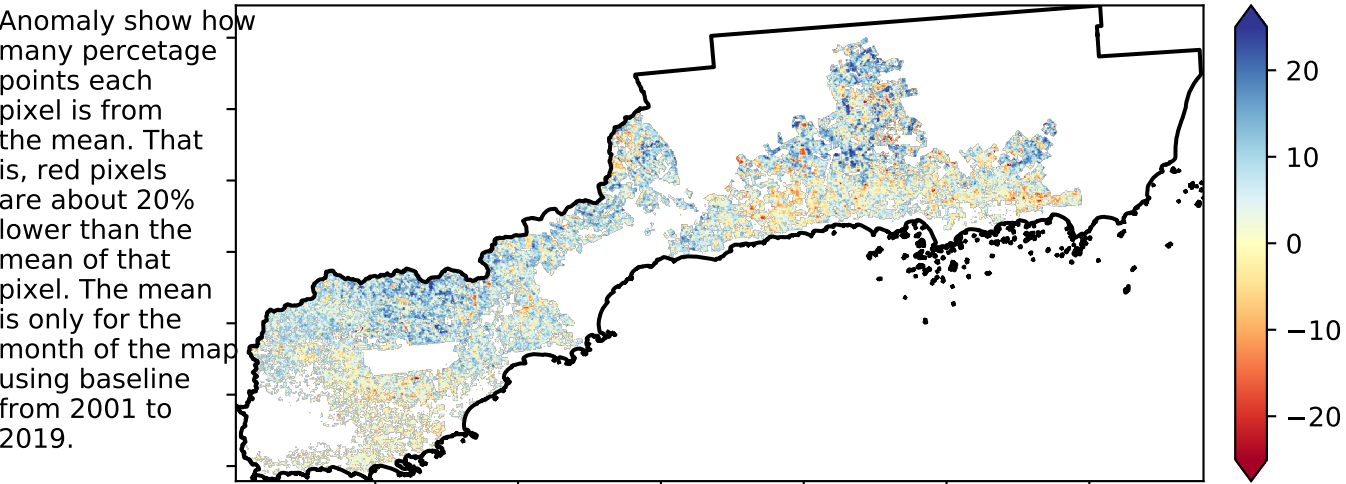 Anomaly show how
many percetage
points each
pixel is from
the mean. That
is, red pixels
are about 20%
lower than the
mean of that
pixel. The mean
is only for the
month of the map
using baseline
from 2001 to
2019.
20
10
0
−10
−20